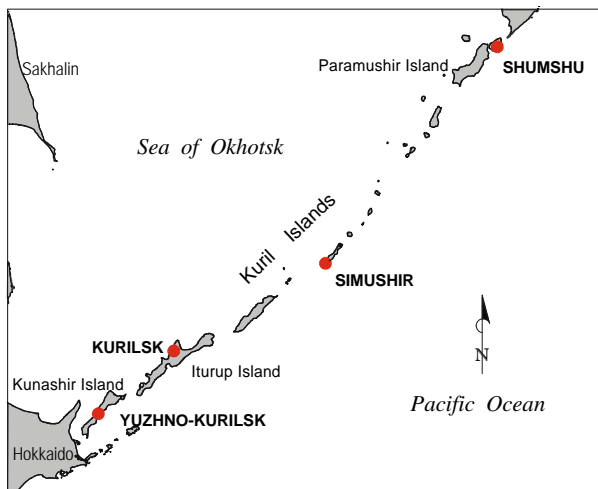 Sakhalin
Paramushir Island
SHUMSHU
Sea of Okhotsk
Kuril Islands
SIMUSHIR
KURILSK
Iturup Island
Kunashir Island
YUZHNO-KURILSK
Pacific Ocean
Hokkaido
N